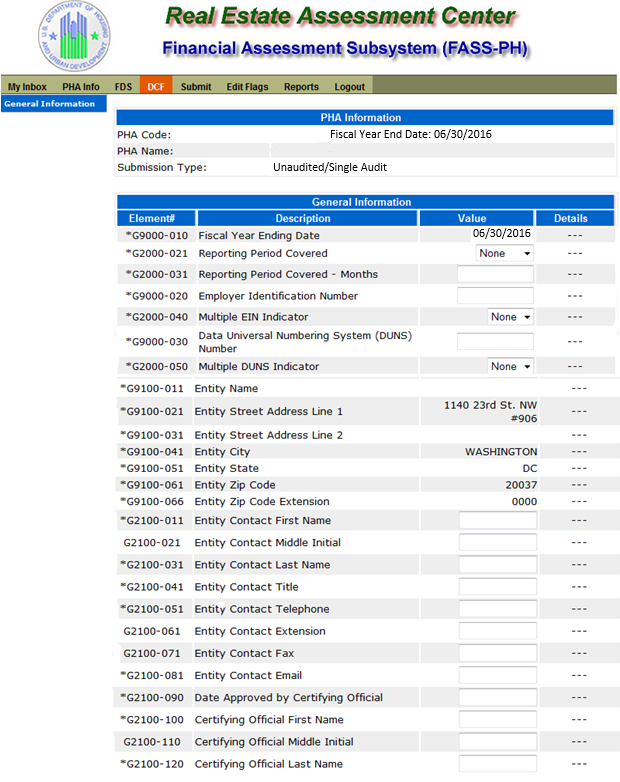 U.S. DEPARTMENT OF HOUSING
AND URBAN DEVELOPMENT
Real Estate Assessment Center
Financial Assessment Subsystem (FASS-PH)
My Inbox PHA Info FDS DCF Submit Edit Flags Reports Logout
General Information
PHA Information
PHA Code: Fiscal Year End Date: 06/30/2016
PHA Name:
Submission Type: Unaudited/Single Audit
General Information
Element# Description Value Details
*G9000-010 Fiscal Year Ending Date 06/30/2016 ---
*G2000-021 Reporting Period Covered None ---
*G2000-031 Reporting Period Covered - Months ---
*G9000-020 Employer Identification Number ---
*G2000-040 Multiple EIN Indicator None ---
*G9000-030 Data Universal Numbering System (DUNS) ---
Number
*G2000-050 Multiple DUNS Indicator None ---
*G9100-011 Entity Name ---
*G9100-021 Entity Street Address Line 1 1140 23rd St. NW ---
#906
*G9100-031 Entity Street Address Line 2 ---
*G9100-041 Entity City WASHINGTON ---
*G9100-051 Entity State DC ---
*G9100-061 Entity Zip Code 20037 ---
*G9100-066 Entity Zip Code Extension 0000 ---
*G2100-011 Entity Contact First Name ---
G2100-021 Entity Contact Middle Initial ---
*G2100-031 Entity Contact Last Name ---
*G2100-041 Entity Contact Title ---
*G2100-051 Entity Contact Telephone ---
G2100-061 Entity Contact Extension ---
G2100-071 Entity Contact Fax ---
*G2100-081 Entity Contact Email ---
*G2100-090 Date Approved by Certifying Official ---
*G2100-100 Certifying Official First Name ---
G2100-110 Certifying Official Middle Initial ---
*G2100-120 Certifying Official Last Name ---